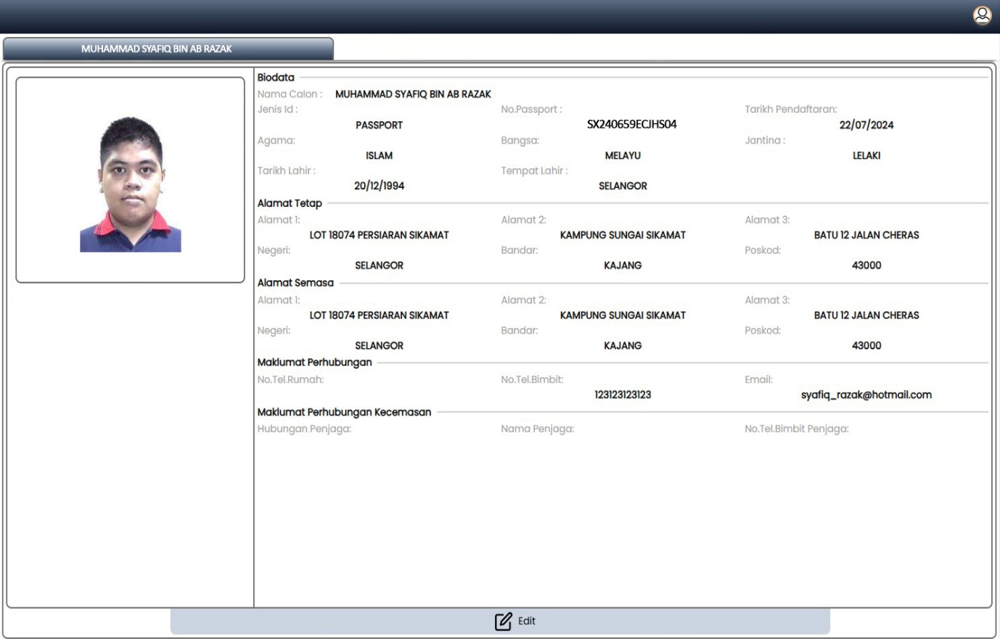 MUHAMMAD SYAFIQ BIN AB RAZAK
Biodata
Nama Calon : MUHAMMAD SYAFIQ BIN AB RAZAK
Jenis Id : No.Passport : Tarikh Pendaftaran:
PASSPORT SX240659ECJHS04 22/07/2024
Agama: Bangsa: Jantina :
ISLAM MELAYU LELAKI
Tarikh Lahir : Tempat Lahir :
20/12/1994 SELANGOR
Alamat Tetap
Alamat 1: Alamat 2: Alamat 3:
LOT 18074 PERSIARAN SIKAMAT KAMPUNG SUNGAI SIKAMAT BATU 12 JALAN CHERAS
Negeri: Bandar: Poskod:
SELANGOR KAJANG 43000
Alamat Semasa
Alamat 1: Alamat 2: Alamat 3:
LOT 18074 PERSIARAN SIKAMAT KAMPUNG SUNGAI SIKAMAT BATU 12 JALAN CHERAS
Negeri: Bandar: Poskod:
SELANGOR KAJANG 43000
Maklumat Perhubungan
No.Tel.Rumah: No.Tel.Bimbit: Email:
123123123123 syafiq_razak@hotmail.com
Maklumat Perhubungan Kecemasan
Hubungan Penjaga: Nama Penjaga: No.Tel.Bimbit Penjaga:
Edit